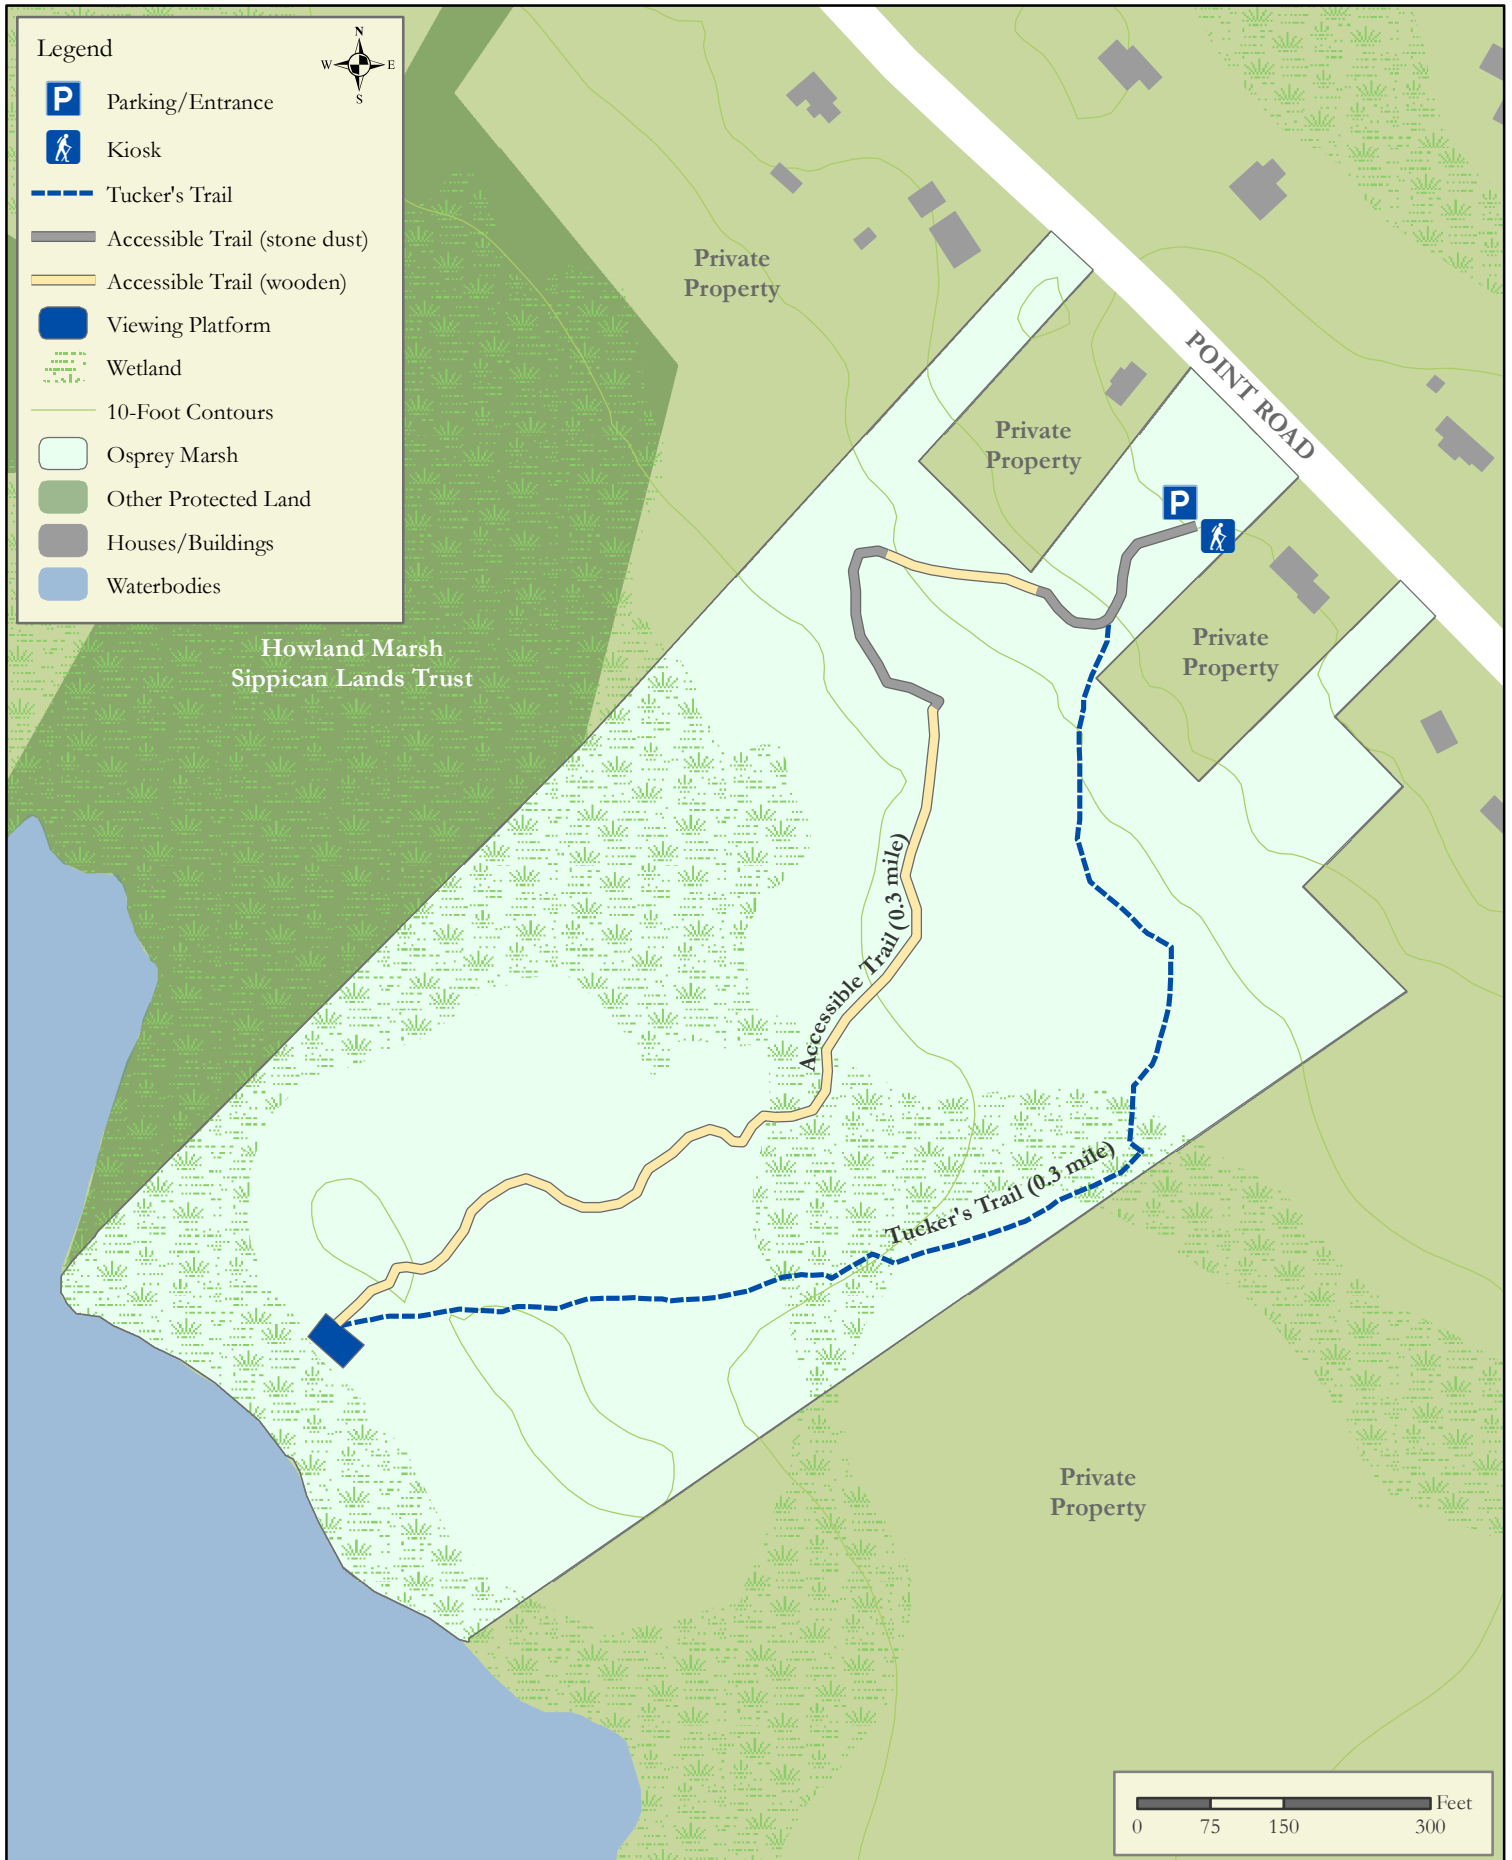 Legend
N
W E
S
P Parking/Entrance
Kiosk
Tucker's Trail
Accessible Trail (stone dust)
Accessible Trail (wooden)
Viewing Platform
Wetland
10-Foot Contours
Osprey Marsh
Other Protected Land
Houses/Buildings
Waterbodies
Private
Property
POINT ROAD
Private
Property
P
Private
Property
Howland Marsh
Sippican Lands Trust
Accessible Trail (0.3 mile)
Tucker's Trail (0.3 mile)
Private
Property
Feet
0 75 150 300